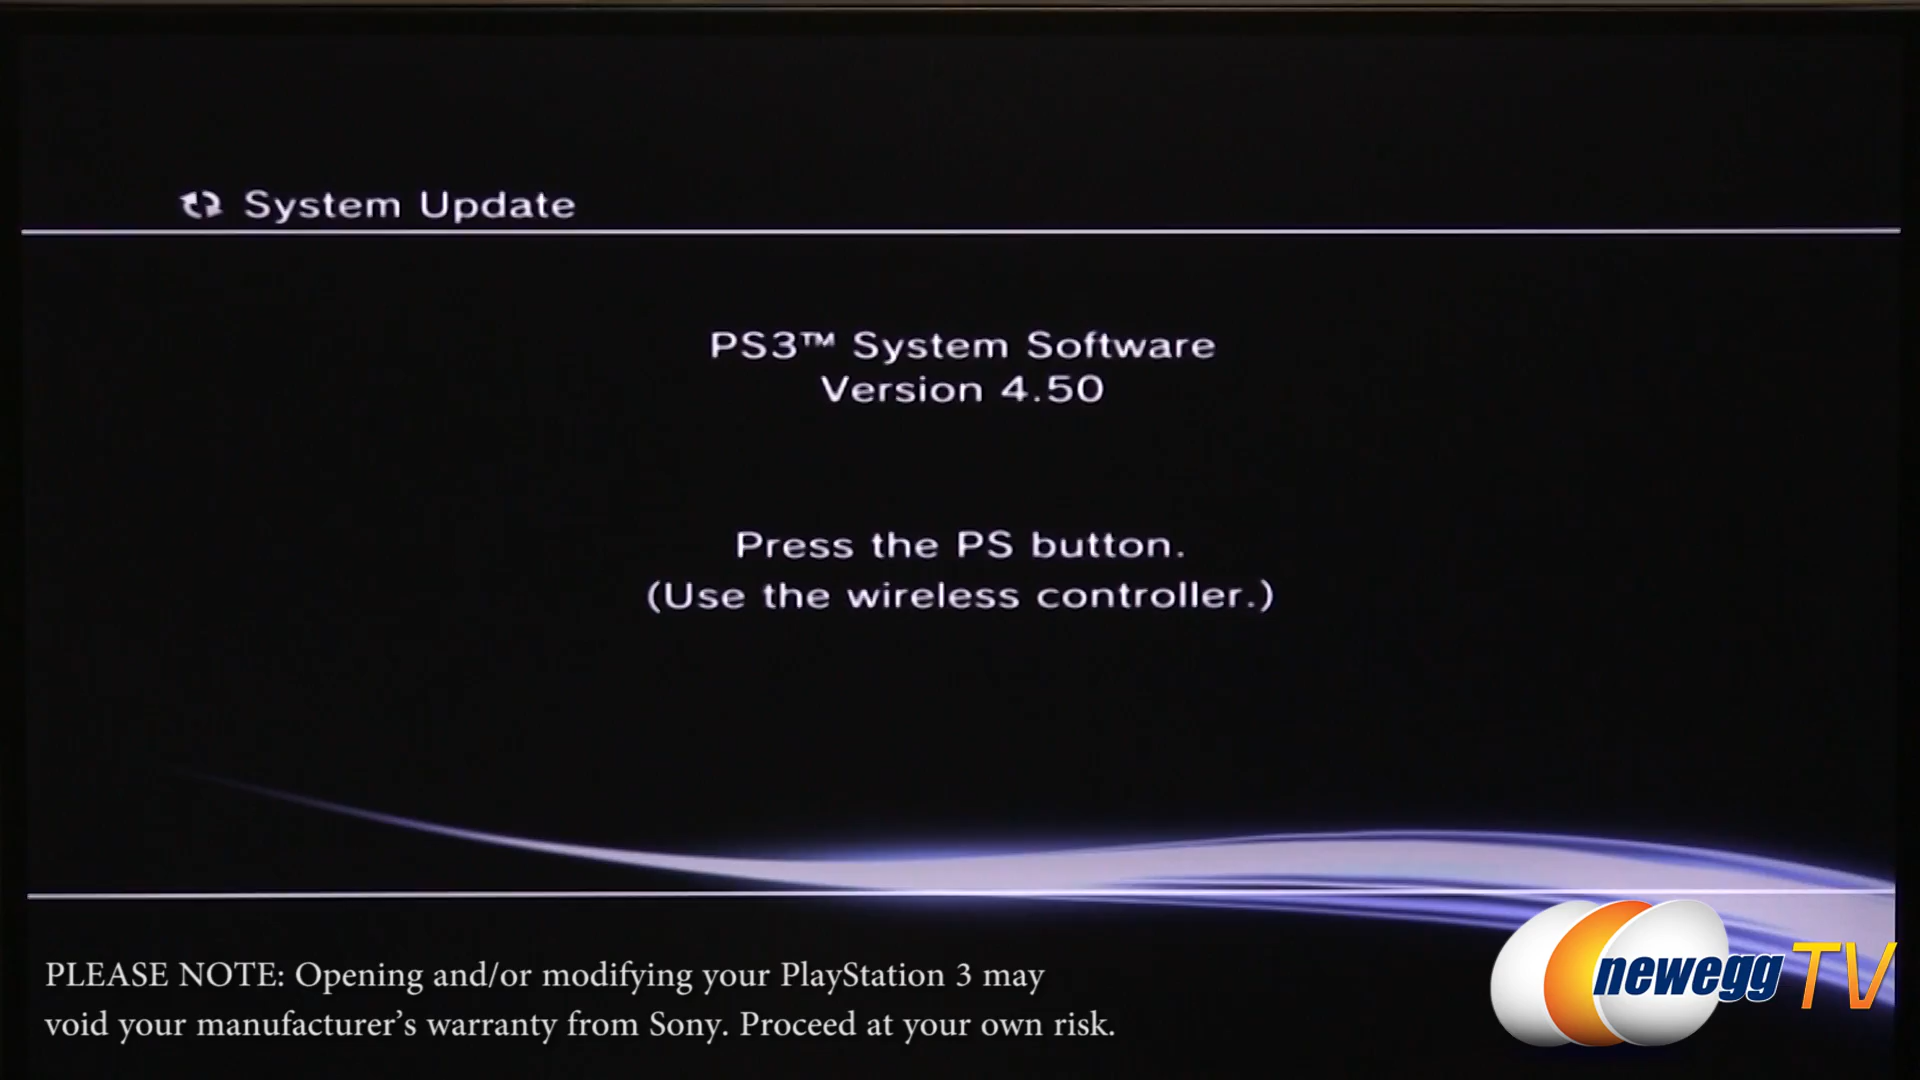 System Update
PS3™ System Software
Version 4.50
Press the PS button.
(Use the wireless controller.)
PLEASE NOTE: Opening and/or modifying your PlayStation 3 may
void your manufacturer’s warranty from Sony. Proceed at your own risk.
newegg TV